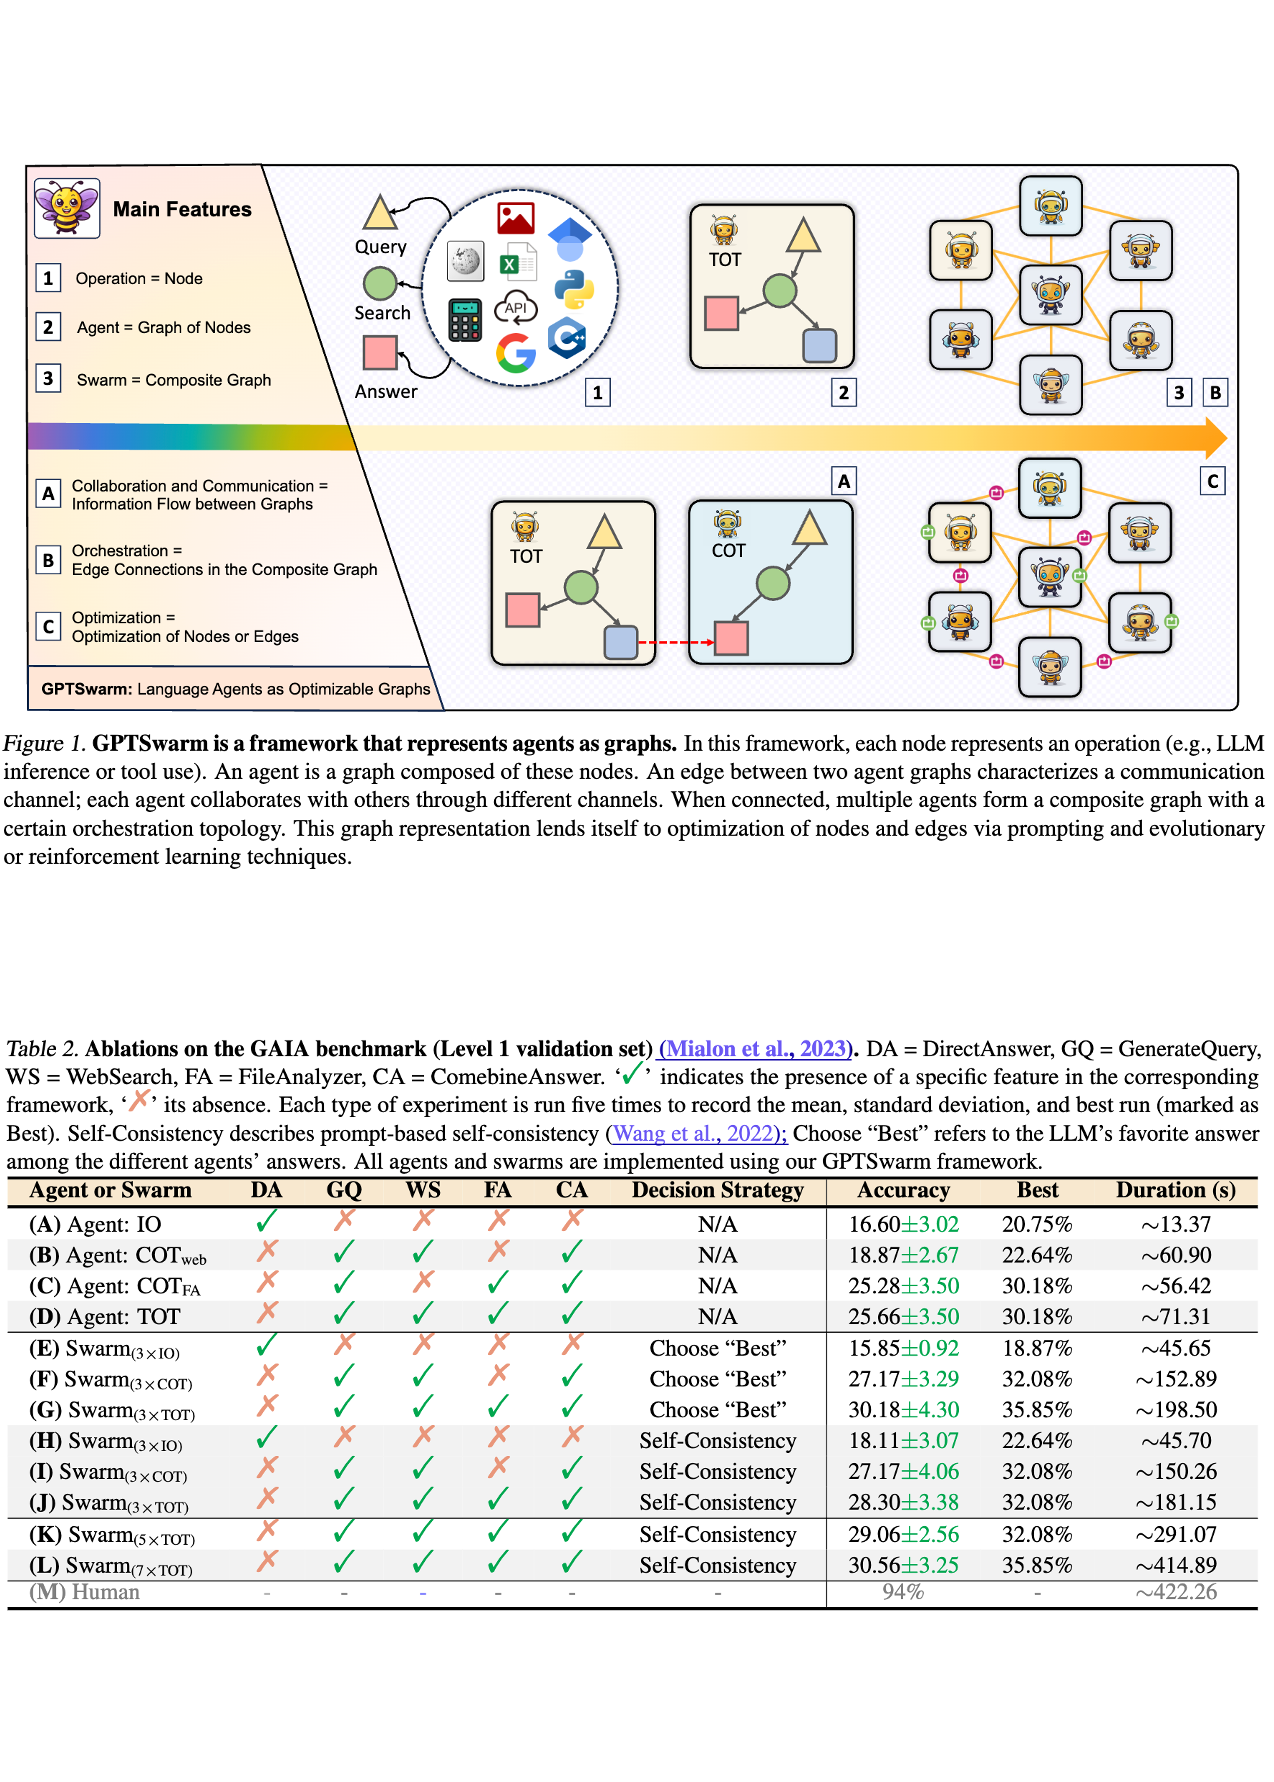 Main Features
1 Operation = Node
2 Agent = Graph of Nodes
3 Swarm = Composite Graph
A Collaboration and Communication =
Information Flow between Graphs
B Orchestration =
Edge Connections in the Composite Graph
C Optimization =
Optimization of Nodes or Edges
GPTSwarm: Language Agents as Optimizable Graphs
Query
Search
Answer
X
API
G
C
1
TOT
2
3 B
TOT
COT
A
C
Figure 1. GPTSwarm is a framework that represents agents as graphs. In this framework, each node represents an operation (e.g., LLM
inference or tool use). An agent is a graph composed of these nodes. An edge between two agent graphs characterizes a communication
channel; each agent collaborates with others through different channels. When connected, multiple agents form a composite graph with a
certain orchestration topology. This graph representation lends itself to optimization of nodes and edges via prompting and evolutionary
or reinforcement learning techniques.
Table 2. Ablations on the GAIA benchmark (Level 1 validation set) (Mialon et al., 2023). DA = DirectAnswer, GQ = GenerateQuery,
WS = WebSearch, FA = FileAnalyzer, CA = ComebineAnswer. ‘✓’ indicates the presence of a specific feature in the corresponding
framework, ‘✗’ its absence. Each type of experiment is run five times to record the mean, standard deviation, and best run (marked as
Best). Self-Consistency describes prompt-based self-consistency (Wang et al., 2022); Choose “Best” refers to the LLM’s favorite answer
among the different agents’ answers. All agents and swarms are implemented using our GPTSwarm framework.
Agent or Swarm DA GQ WS FA CA Decision Strategy Accuracy Best Duration (s)
(A) Agent: IO ✓ ✗ ✗ ✗ ✗ N/A 16.60±3.02 20.75% ∼13.37
(B) Agent: COTweb ✗ ✓ ✓ ✗ ✓ N/A 18.87±2.67 22.64% ∼60.90
(C) Agent: COTFA ✗ ✓ ✗ ✓ ✓ N/A 25.28±3.50 30.18% ∼56.42
(D) Agent: TOT ✗ ✓ ✓ ✓ ✓ N/A 25.66±3.50 30.18% ∼71.31
(E) Swarm(3×IO) ✓ ✗ ✗ ✗ ✗ Choose “Best” 15.85±0.92 18.87% ∼45.65
(F) Swarm(3×COT) ✗ ✓ ✓ ✗ ✓ Choose “Best” 27.17±3.29 32.08% ∼152.89
(G) Swarm(3×TOT) ✗ ✓ ✓ ✓ ✓ Choose “Best” 30.18±4.30 35.85% ∼198.50
(H) Swarm(3×IO) ✓ ✗ ✗ ✗ ✗ Self-Consistency 18.11±3.07 22.64% ∼45.70
(I) Swarm(3×COT) ✗ ✓ ✓ ✗ ✓ Self-Consistency 27.17±4.06 32.08% ∼150.26
(J) Swarm(3×TOT) ✗ ✓ ✓ ✓ ✓ Self-Consistency 28.30±3.38 32.08% ∼181.15
(K) Swarm(5×TOT) ✗ ✓ ✓ ✓ ✓ Self-Consistency 29.06±2.56 32.08% ∼291.07
(L) Swarm(7×TOT) ✗ ✓ ✓ ✓ ✓ Self-Consistency 30.56±3.25 35.85% ∼414.89
(M) Human - - - - - - 94% - ∼422.26